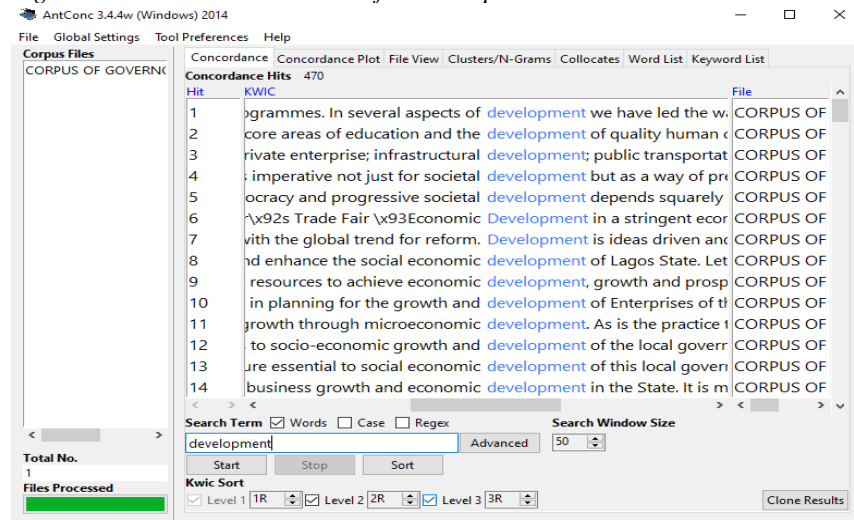 AntConc 3.4.4w (Windows) 2014
File Global Settings Tool Preferences Help
Corpus Files
CORPUS OF GOVERN
Concordance Concordance Plot File View Clusters/N-Grams Collocates Word List Keyword List
Concordance Hits 470
Hit KWIC File
1 ogrammes. In several aspects of development we have led the wa CORPUS OF
2 core areas of education and the development of quality human c CORPUS OF
3 rivate enterprise; infrastructural development; public transportat CORPUS OF
4 s imperative not just for societal development but as a way of pre CORPUS OF
5 ocracy and progressive societal development depends squarely CORPUS OF
6 r\x92s Trade Fair \x93Economic Development in a stringent ecor CORPUS OF
7 with the global trend for reform. Development is ideas driven and CORPUS OF
8 nd enhance the social economic development of Lagos State. Let CORPUS OF
9 resources to achieve economic development, growth and prosp CORPUS OF
10 in planning for the growth and development of Enterprises of th CORPUS OF
11 growth through microeconomic development. As is the practice t CORPUS OF
12 to socio-economic growth and development of the local govern CORPUS OF
13 ure essential to social economic development of this local govern CORPUS OF
14 business growth and economic development in the State. It is m CORPUS OF
Search Term Words Case Regex Search Window Size
development Advanced 50
Start Stop Sort
Total No.
1
Files Processed
Kwic Sort
Level 1 1R Level 2 2R Level 3 3R Clone Results